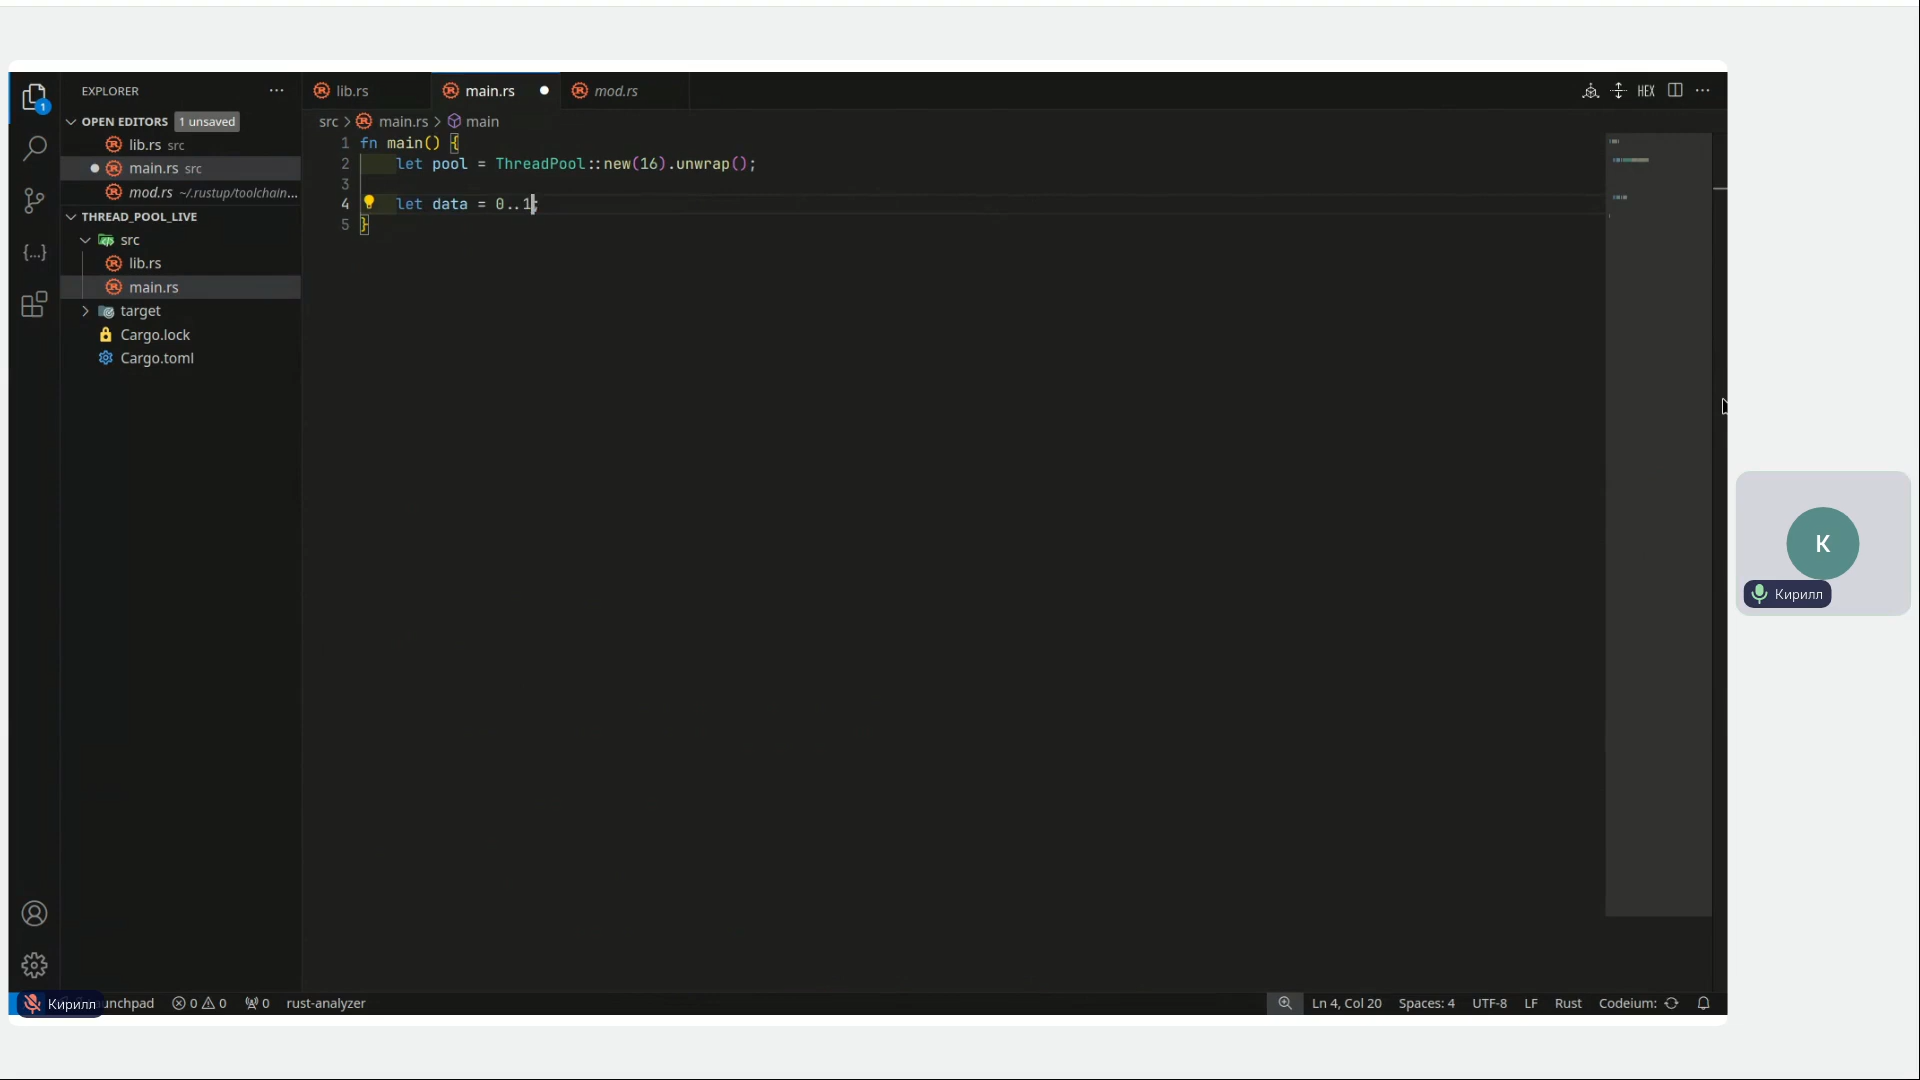 EXPLORER
OPEN EDITORS 1 unsaved
lib.rs src
main.rs src
mod.rs ~/.rustup/toolchain...
THREAD_POOL_LIVE
src
lib.rs
main.rs
target
Cargo.lock
Cargo.toml
lib.rs main.rs mod.rs
HEX
src > main.rs > main
1 fn main() {
2 let pool = ThreadPool::new(16).unwrap();
3
4 let data = 0..1;
5 }
1
K
Кирилл
Кирилл
unchpad 0 0 0 rust-analyzer
Ln 4, Col 20 Spaces: 4 UTF-8 LF Rust Codeium: